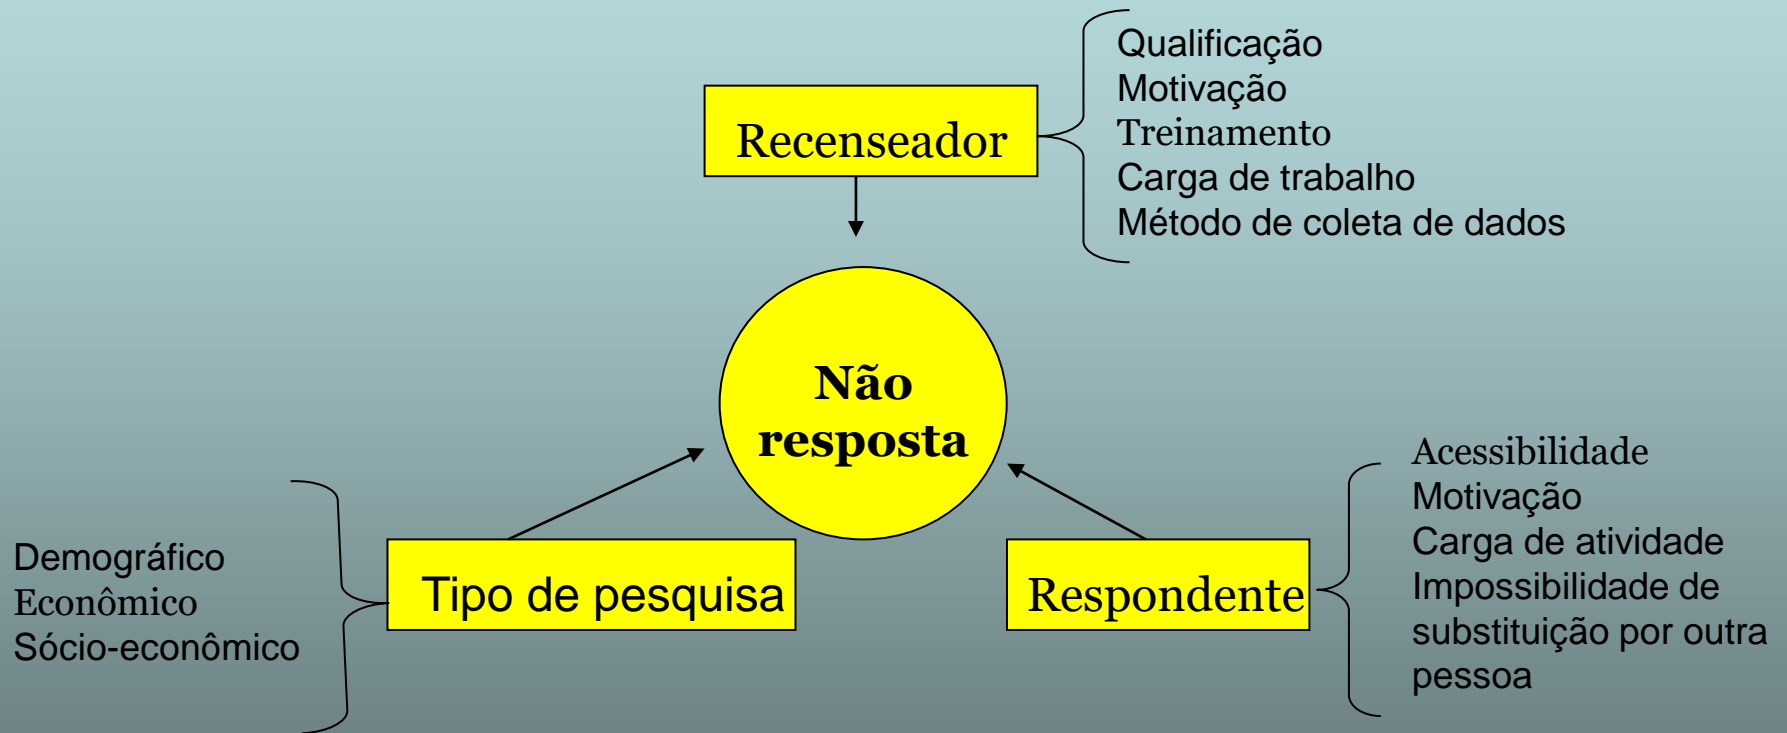 Qualificação
Motivação
Treinamento
Carga de trabalho
Método de coleta de dados
Recenseador
Não
resposta
Demográfico
Econômico
Sócio-econômico
Tipo de pesquisa
Respondente
Acessibilidade
Motivação
Carga de atividade
Impossibilidade de
substituição por outra
pessoa